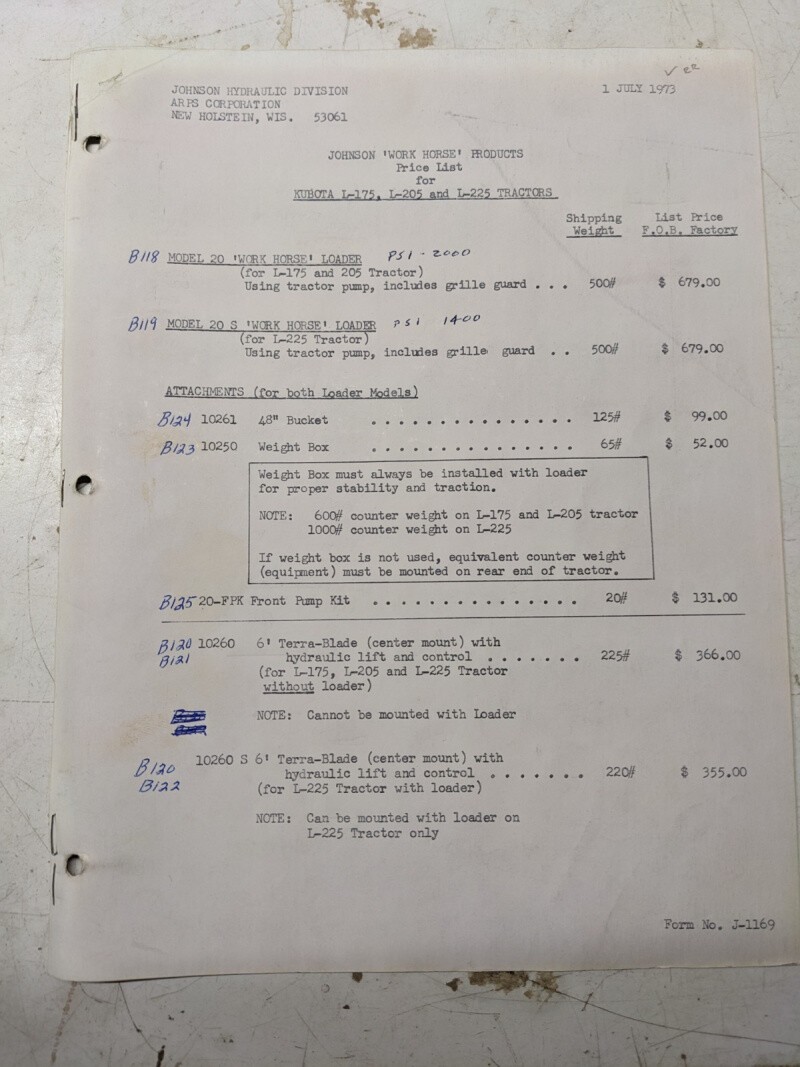 1 JULY 1973
JOHNSON HYDRAULIC DIVISION
ARPS CORPORATION
NEW HOLSTEIN, WIS. 53061
JOHNSON 'WORK HORSE' PRODUCTS
Price List
for
KUBOTA L-175, L-205 and L-225 TRACTORS
Shipping Weight
List Price F.O.B. Factory
B118 MODEL 20 'WORK HORSE' LOADER PSI - 2000
(for L-175 and 205 Tractor)
Using tractor pump, includes grille guard . . . 500# $ 679.00
B119 MODEL 20 S 'WORK HORSE' LOADER PSI 1400
(for L-225 Tractor)
Using tractor pump, includes grille guard . . 500# $ 679.00
ATTACHMENTS (for both Loader Models)
B124 10261 48" Bucket . . . . . . . . . . . . . . . 125# $ 99.00
B123 10250 Weight Box . . . . . . . . . . . . . . . 65# $ 52.00
Weight Box must always be installed with loader
for proper stability and traction.
NOTE: 600# counter weight on L-175 and L-205 tractor
1000# counter weight on L-225
If weight box is not used, equivalent counter weight
(equipment) must be mounted on rear end of tractor.
B125 20-FPK Front Pump Kit . . . . . . . . . . . . . . . 20# $ 131.00
B120 10260 6' Terra-Blade (center mount) with
B121 hydraulic lift and control . . . . . . . 225# $ 366.00
(for L-175, L-205 and L-225 Tractor
without loader)
NOTE: Cannot be mounted with Loader
10260 S 6' Terra-Blade (center mount) with
B120 hydraulic lift and control . . . . . . . 220# $ 355.00
B122 (for L-225 Tractor with loader)
NOTE: Can be mounted with loader on
L-225 Tractor only
Form No. J-1169